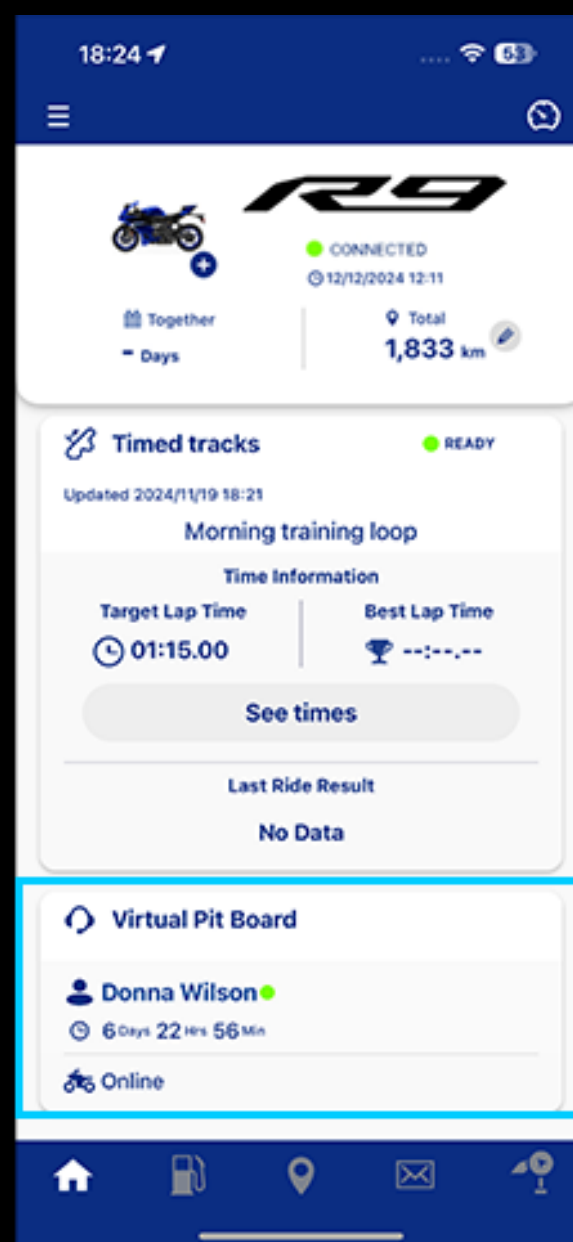 18:24
53
R9
CONNECTED
12/12/2024 12:11
Together
Total
- Days
1,833 km
Timed tracks
READY
Updated 2024/11/19 18:21
Morning training loop
Time Information
Target Lap Time
Best Lap Time
01:15.00
--:--.--
See times
Last Ride Result
No Data
Virtual Pit Board
Donna Wilson
6 Days 22 Hrs 56 Min
Online